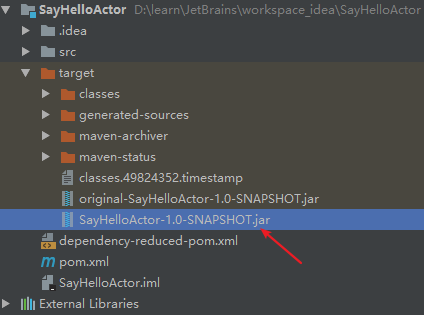 SayHelloActor D:\learn\JetBrains\workspace_idea\SayHelloActor
.idea
src
target
classes
generated-sources
maven-archiver
maven-status
classes.49824352.timestamp
original-SayHelloActor-1.0-SNAPSHOT.jar
SayHelloActor-1.0-SNAPSHOT.jar
dependency-reduced-pom.xml
pom.xml
SayHelloActor.iml
External Libraries